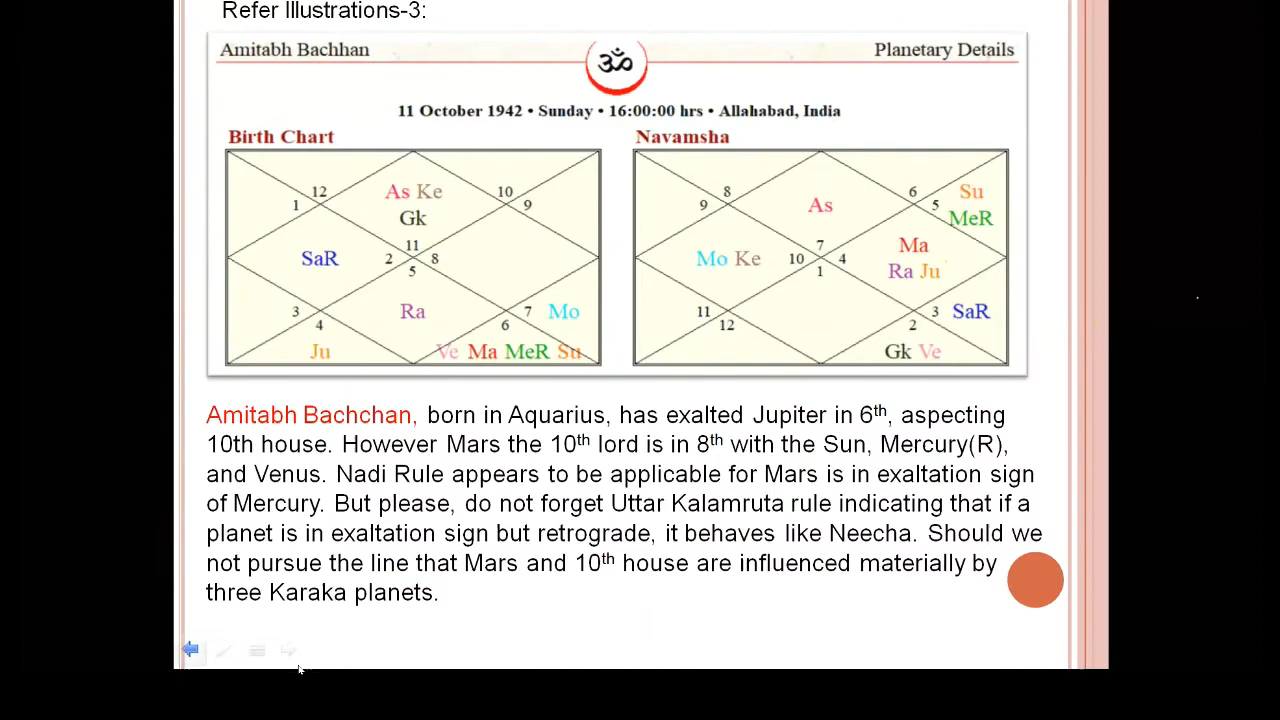 Refer Illustrations-3:
Amitabh Bachhan
ॐ
Planetary Details
11 October 1942 • Sunday • 16:00:00 hrs • Allahabad, India
Birth Chart
Navamsha
12
As Ke
10
1
9
Gk
11
SaR
2
8
5
3
Ra
7
Mo
4
6
Ju
Ve Ma MeR Su
8
As
6
Su
9
5
MeR
7
Ma
Mo Ke
10
4
Ra Ju
1
11
3
SaR
12
2
Gk Ve
Amitabh Bachchan, born in Aquarius, has exalted Jupiter in 6th, aspecting
10th house. However Mars the 10th lord is in 8th with the Sun, Mercury(R),
and Venus. Nadi Rule appears to be applicable for Mars is in exaltation sign
of Mercury. But please, do not forget Uttar Kalamruta rule indicating that if a
planet is in exaltation sign but retrograde, it behaves like Neecha. Should we
not pursue the line that Mars and 10th house are influenced materially by
three Karaka planets.